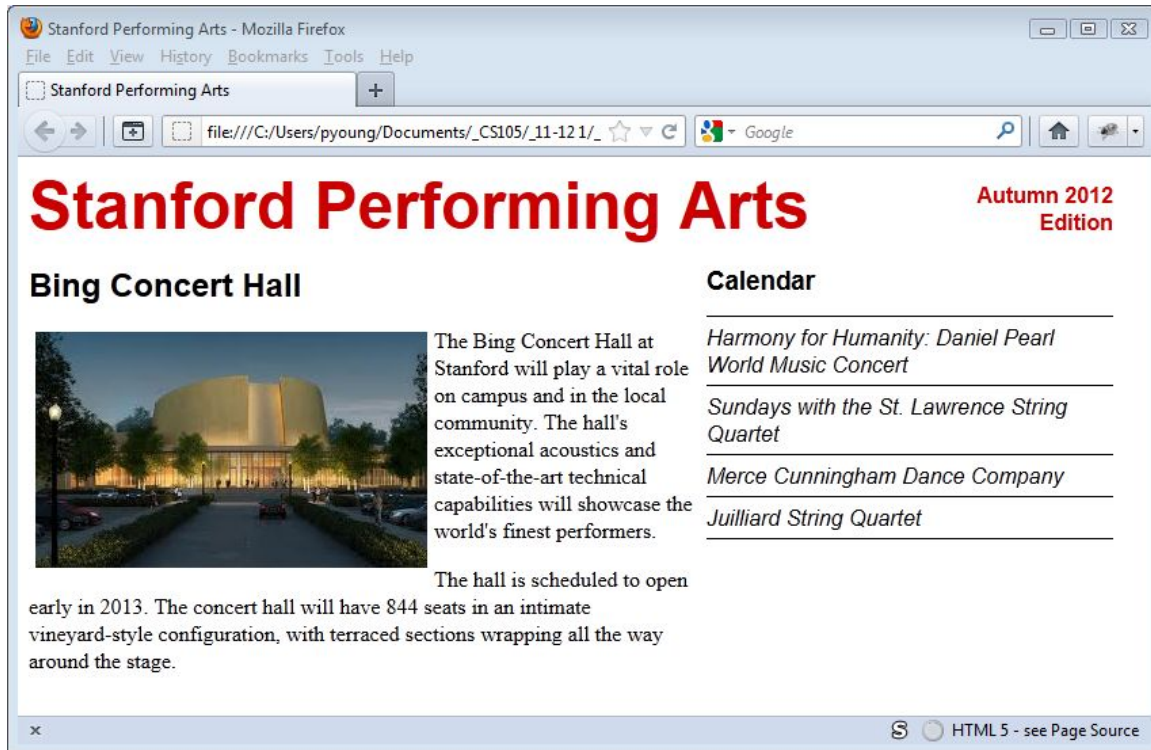 Stanford Performing Arts - Mozilla Firefox
File Edit View History Bookmarks Tools Help
Stanford Performing Arts
file:///C:/Users/pyoung/Documents/_CS105/_11-12 1/_
Google
Stanford Performing Arts
Autumn 2012
Edition
Bing Concert Hall
The Bing Concert Hall at
Stanford will play a vital role
on campus and in the local
community. The hall's
exceptional acoustics and
state-of-the-art technical
capabilities will showcase the
world's finest performers.
The hall is scheduled to open
early in 2013. The concert hall will have 844 seats in an intimate
vineyard-style configuration, with terraced sections wrapping all the way
around the stage.
Calendar
Harmony for Humanity: Daniel Pearl
World Music Concert
Sundays with the St. Lawrence String
Quartet
Merce Cunningham Dance Company
Juilliard String Quartet
HTML 5 - see Page Source